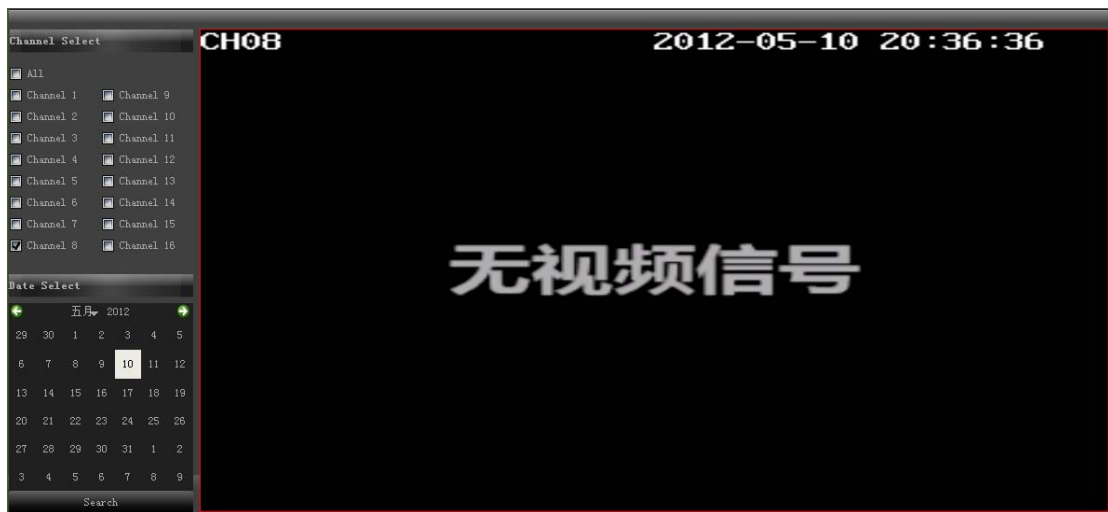 Channel Select
All
Channel 1 Channel 9
Channel 2 Channel 10
Channel 3 Channel 11
Channel 4 Channel 12
Channel 5 Channel 13
Channel 6 Channel 14
Channel 7 Channel 15
Channel 8 Channel 16
Date Select
五月 2012
29 30 1 2 3 4 5
6 7 8 9 10 11 12
13 14 15 16 17 18 19
20 21 22 23 24 25 26
27 28 29 30 31 1 2
3 4 5 6 7 8 9
Search
CH08 2012-05-10 20:36:36
无视频信号